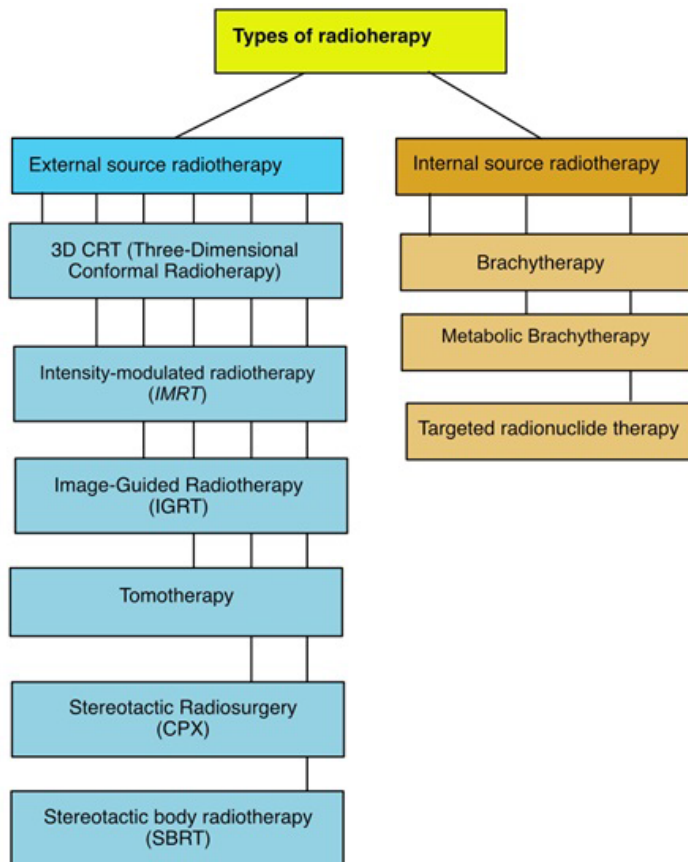 Types of radioherapy
External source radiotherapy
3D CRT (Three-Dimensional
Conformal Radioherapy)
Intensity-modulated radiotherapy
(IMRT)
Image-Guided Radiotherapy
(IGRT)
Tomotherapy
Stereotactic Radiosurgery
(CPX)
Stereotactic body radiotherapy
(SBRT)
Internal source radiotherapy
Brachytherapy
Metabolic Brachytherapy
Targeted radionuclide therapy